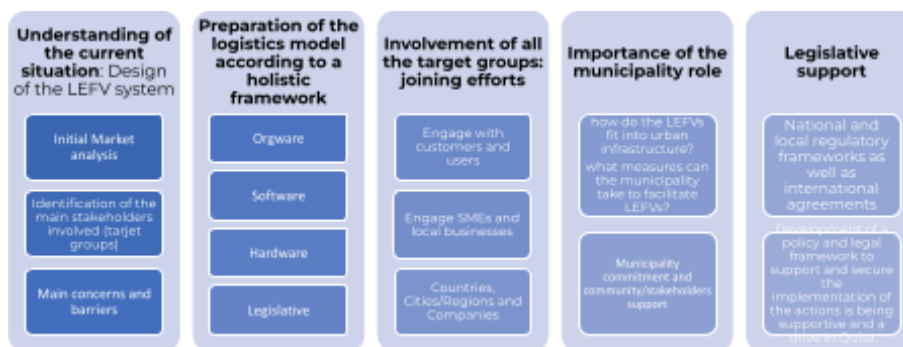 Understanding of
the current
situation: Design
of the LEFV system
Initial Market
analysis
Identification of the
main stakeholders
involved (tarjet
groups)
Main concerns and
barriers
Preparation of the
logistics model
according to a
holistic
framework
Orgware
Software
Hardware
Legislative
Involvement of all
the target groups:
joining efforts
Engage with
customers and
users
Engage SMEs and
local businesses
Countries,
Cities/Regions and
Companies
Importance of the
municipality role
how do the LEFVs
fit into urban
infrastructure?
what measures can
the municipality
take to facilitate
LEFVs?
Municipality
commitment and
community/stakeholders
support
Legislative
support
National and
local regulatory
frameworks as
well as
international
agreements
Development of a
policy and legal
framework to
support and secure
the
implementation of
the actions is being
supportive and a
drive in Quito